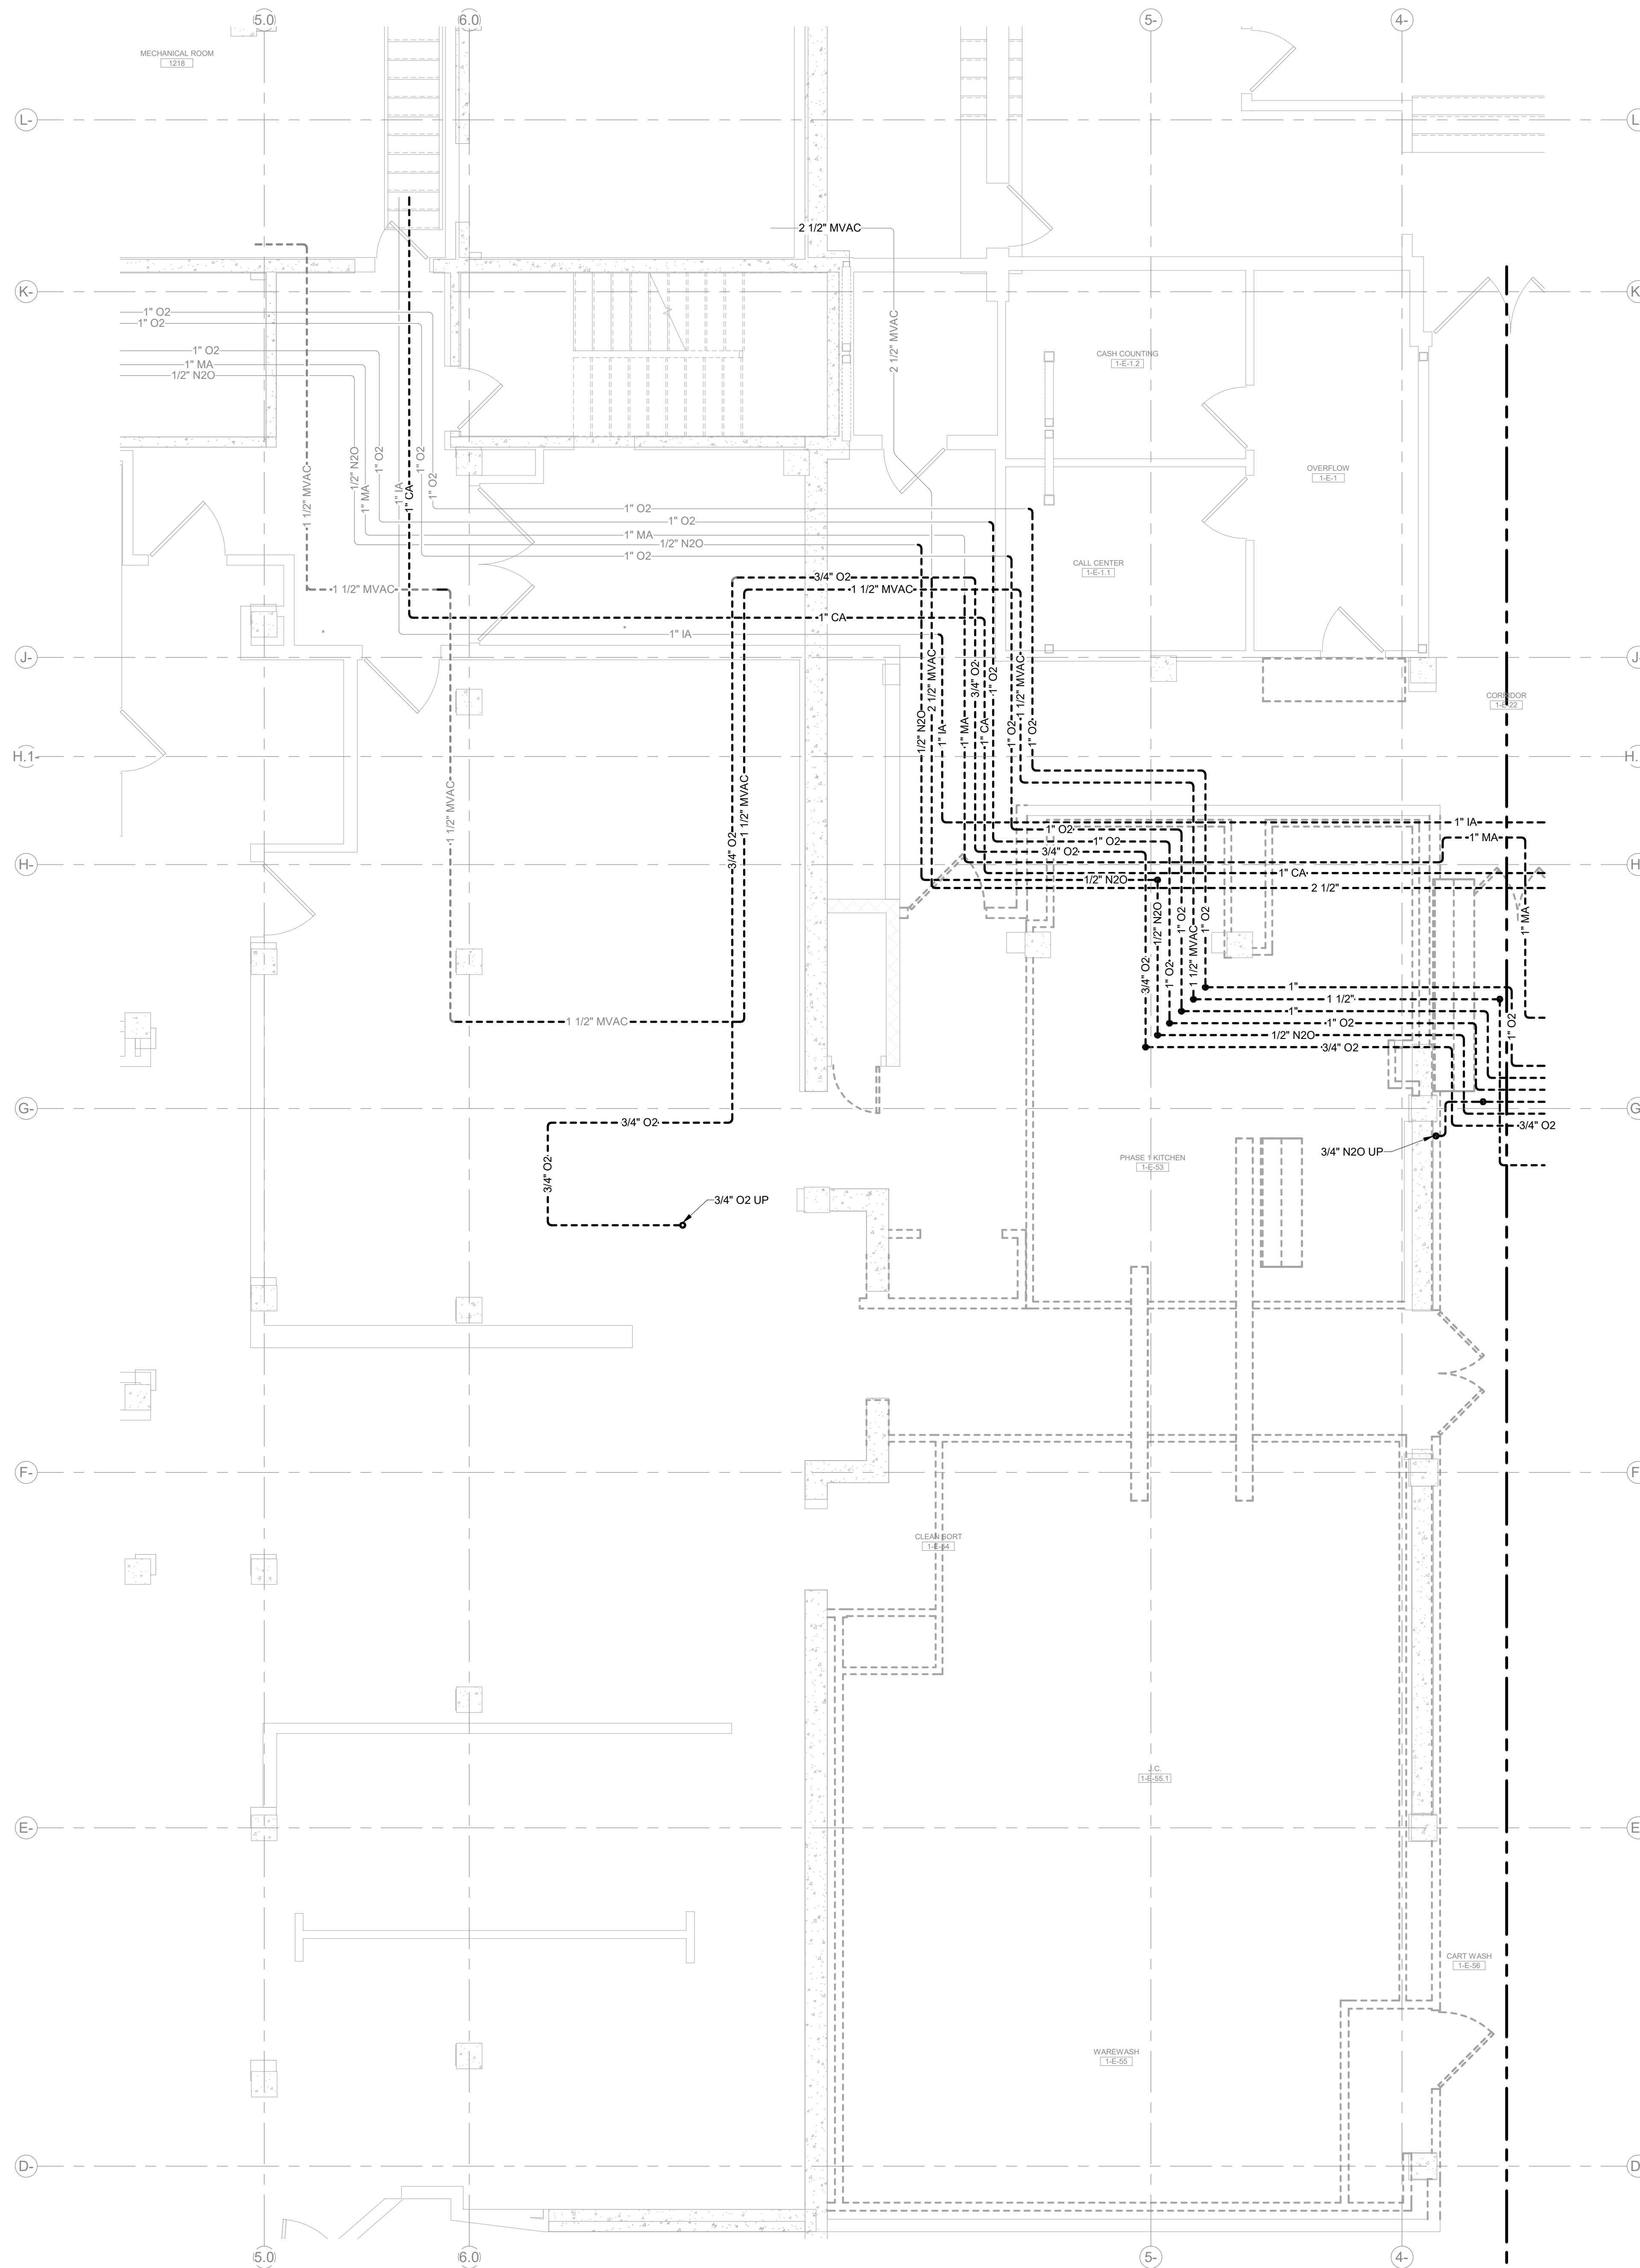 5.0
6.0
5-
4-
MECHANICAL ROOM
1218
L-
L
2 1/2" MVAC
K-
K
1" O2
1" O2
1" O2
1" MA
1/2" N2O
2 1/2" MVAC
CASH COUNTING
1-E-1.2
OVERFLOW
1-E-1
1 1/2" MVAC
1/2" N2O
1" MA
1" O2
1" IA
1" CA
1" O2
1" O2
1" O2
1" O2
1" MA
1/2" N2O
1" O2
CALL CENTER
1-E-1.1
3/4" O2
1 1/2" MVAC
1 1/2" MVAC
1" CA
1" IA
J-
J-
CORRIDOR
1-E-22
1/2" N2O
2 1/2" MVAC
1" IA
1" MA
3/4" O2
1" CA
1" O2
1" O2
1 1/2" MVAC
1" O2
H.1-
H.
1 1/2" MVAC
3/4" O2
1 1/2" MVAC
1" IA
1" O2
1" MA
1" O2
3/4" O2
H-
H
1" CA
1/2" N2O
2 1/2"
3/4" O2
1/2" N2O
1" O2
1" O2
1 1/2" MVAC
1" O2
1" MA
1"
1 1/2"
1"
1 1/2" MVAC
1" O2
1" O2
1/2" N2O
3/4" O2
G-
G
3/4" O2
3/4" O2
3/4" N2O UP
PHASE 1 KITCHEN
1-E-53
3/4" O2
3/4" O2 UP
F-
F
CLEAN SORT
1-E-54
J.C.
1-E-55.1
E-
E
CART WASH
1-E-56
WAREWASH
1-E-55
D-
D
5.0
6.0
5-
4-